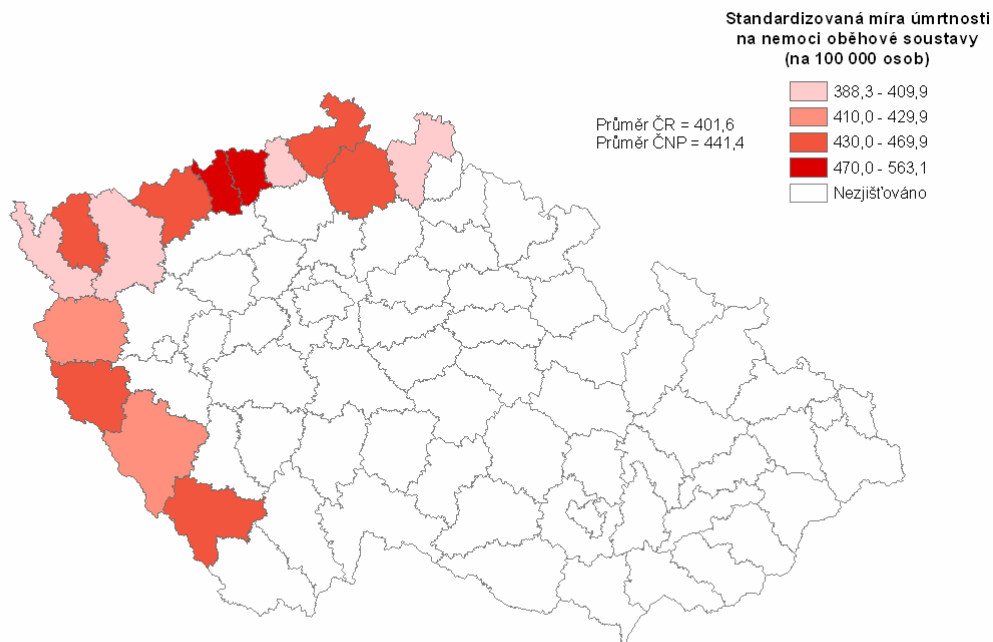 Standardizovaná míra úmrtnosti
na nemoci oběhové soustavy
(na 100 000 osob)
388,3 - 409,9
410,0 - 429,9
430,0 - 469,9
470,0 - 563,1
Nezjišťováno
Průměr ČR = 401,6
Průměr ČNP = 441,4